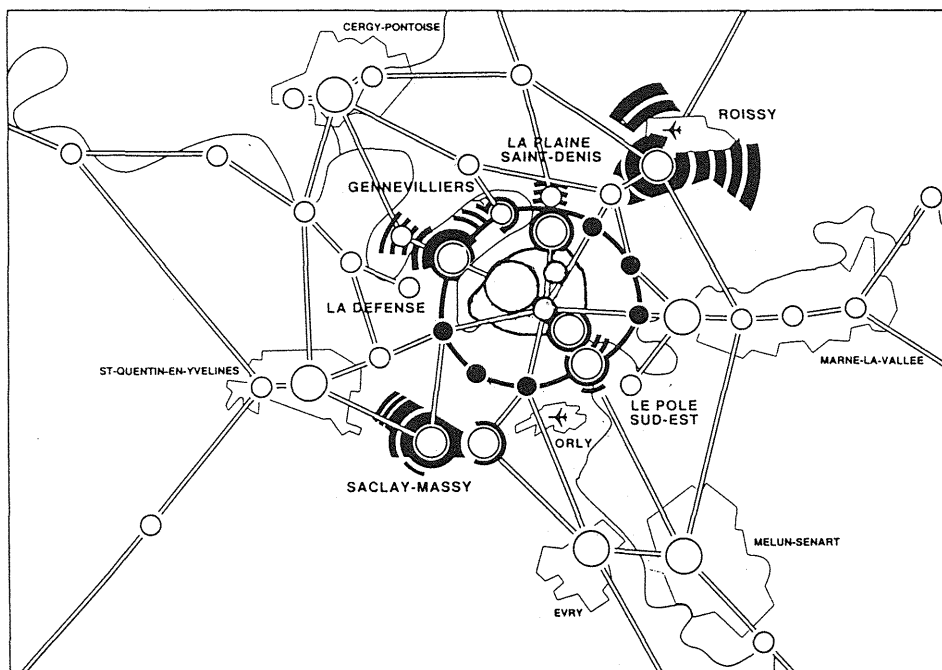 CERGY-PONTOISE
ROISSY
LA PLAINE
SAINT-DENIS
GENNEVILLIERS
LA DEFENSE
MARNE-LA-VALLEE
ST-QUENTIN-EN-YVELINES
LE POLE
SUD-EST
ORLY
SACLAY-MASSY
MELUN-SENART
EVRY